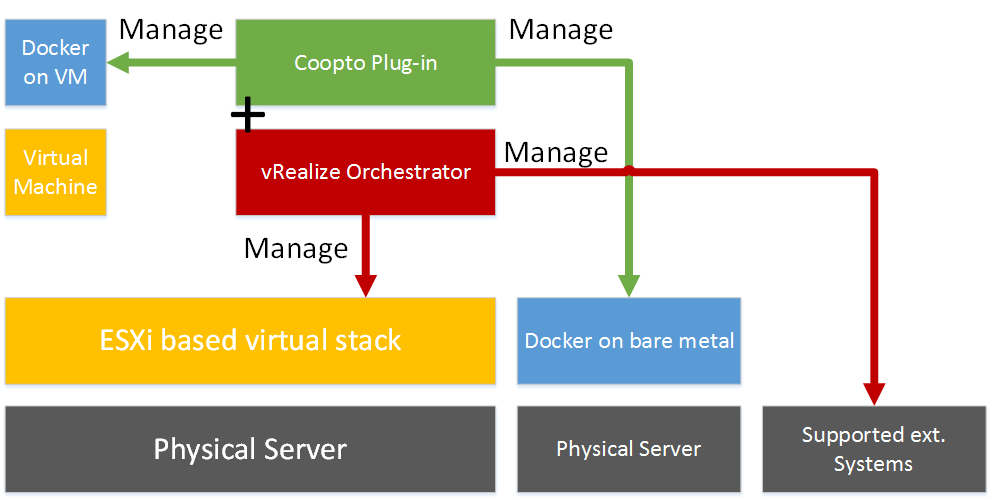 Manage
Manage
Docker
on VM
Coopto Plug-in
Virtual
Machine
vRealize Orchestrator
Manage
Manage
ESXi based virtual stack
Docker on bare metal
Physical Server
Physical Server
Supported ext.
Systems